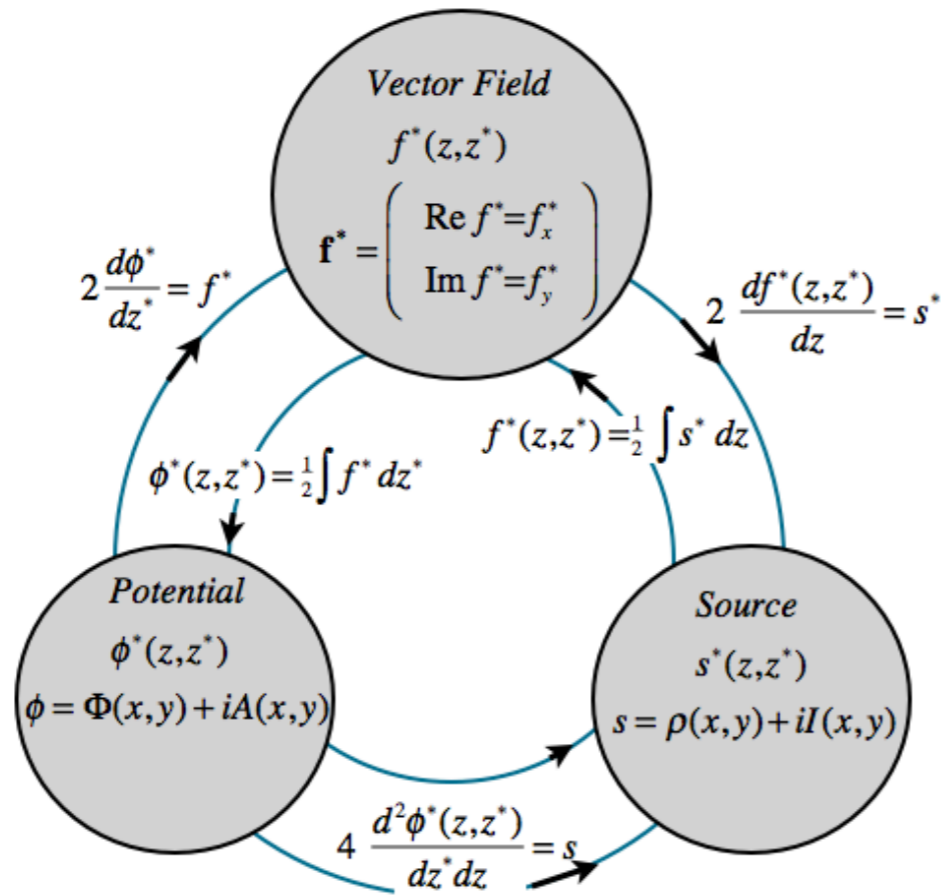 Vector Field
f*(z,z*)
f* = ( Re f*=f*ₓ
Im f*=f*ᵧ )
2 dφ*/dz* = f*
2 df*(z,z*)/dz = s*
f*(z,z*)=½ ∫ s* dz
φ*(z,z*)=½∫ f* dz*
Potential
φ*(z,z*)
φ = Φ(x,y)+iA(x,y)
Source
s*(z,z*)
s = ρ(x,y)+iI(x,y)
4 d²φ*(z,z*)/dz*dz = s